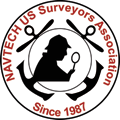 NAVTECH US Surveyors Association
Since 1987